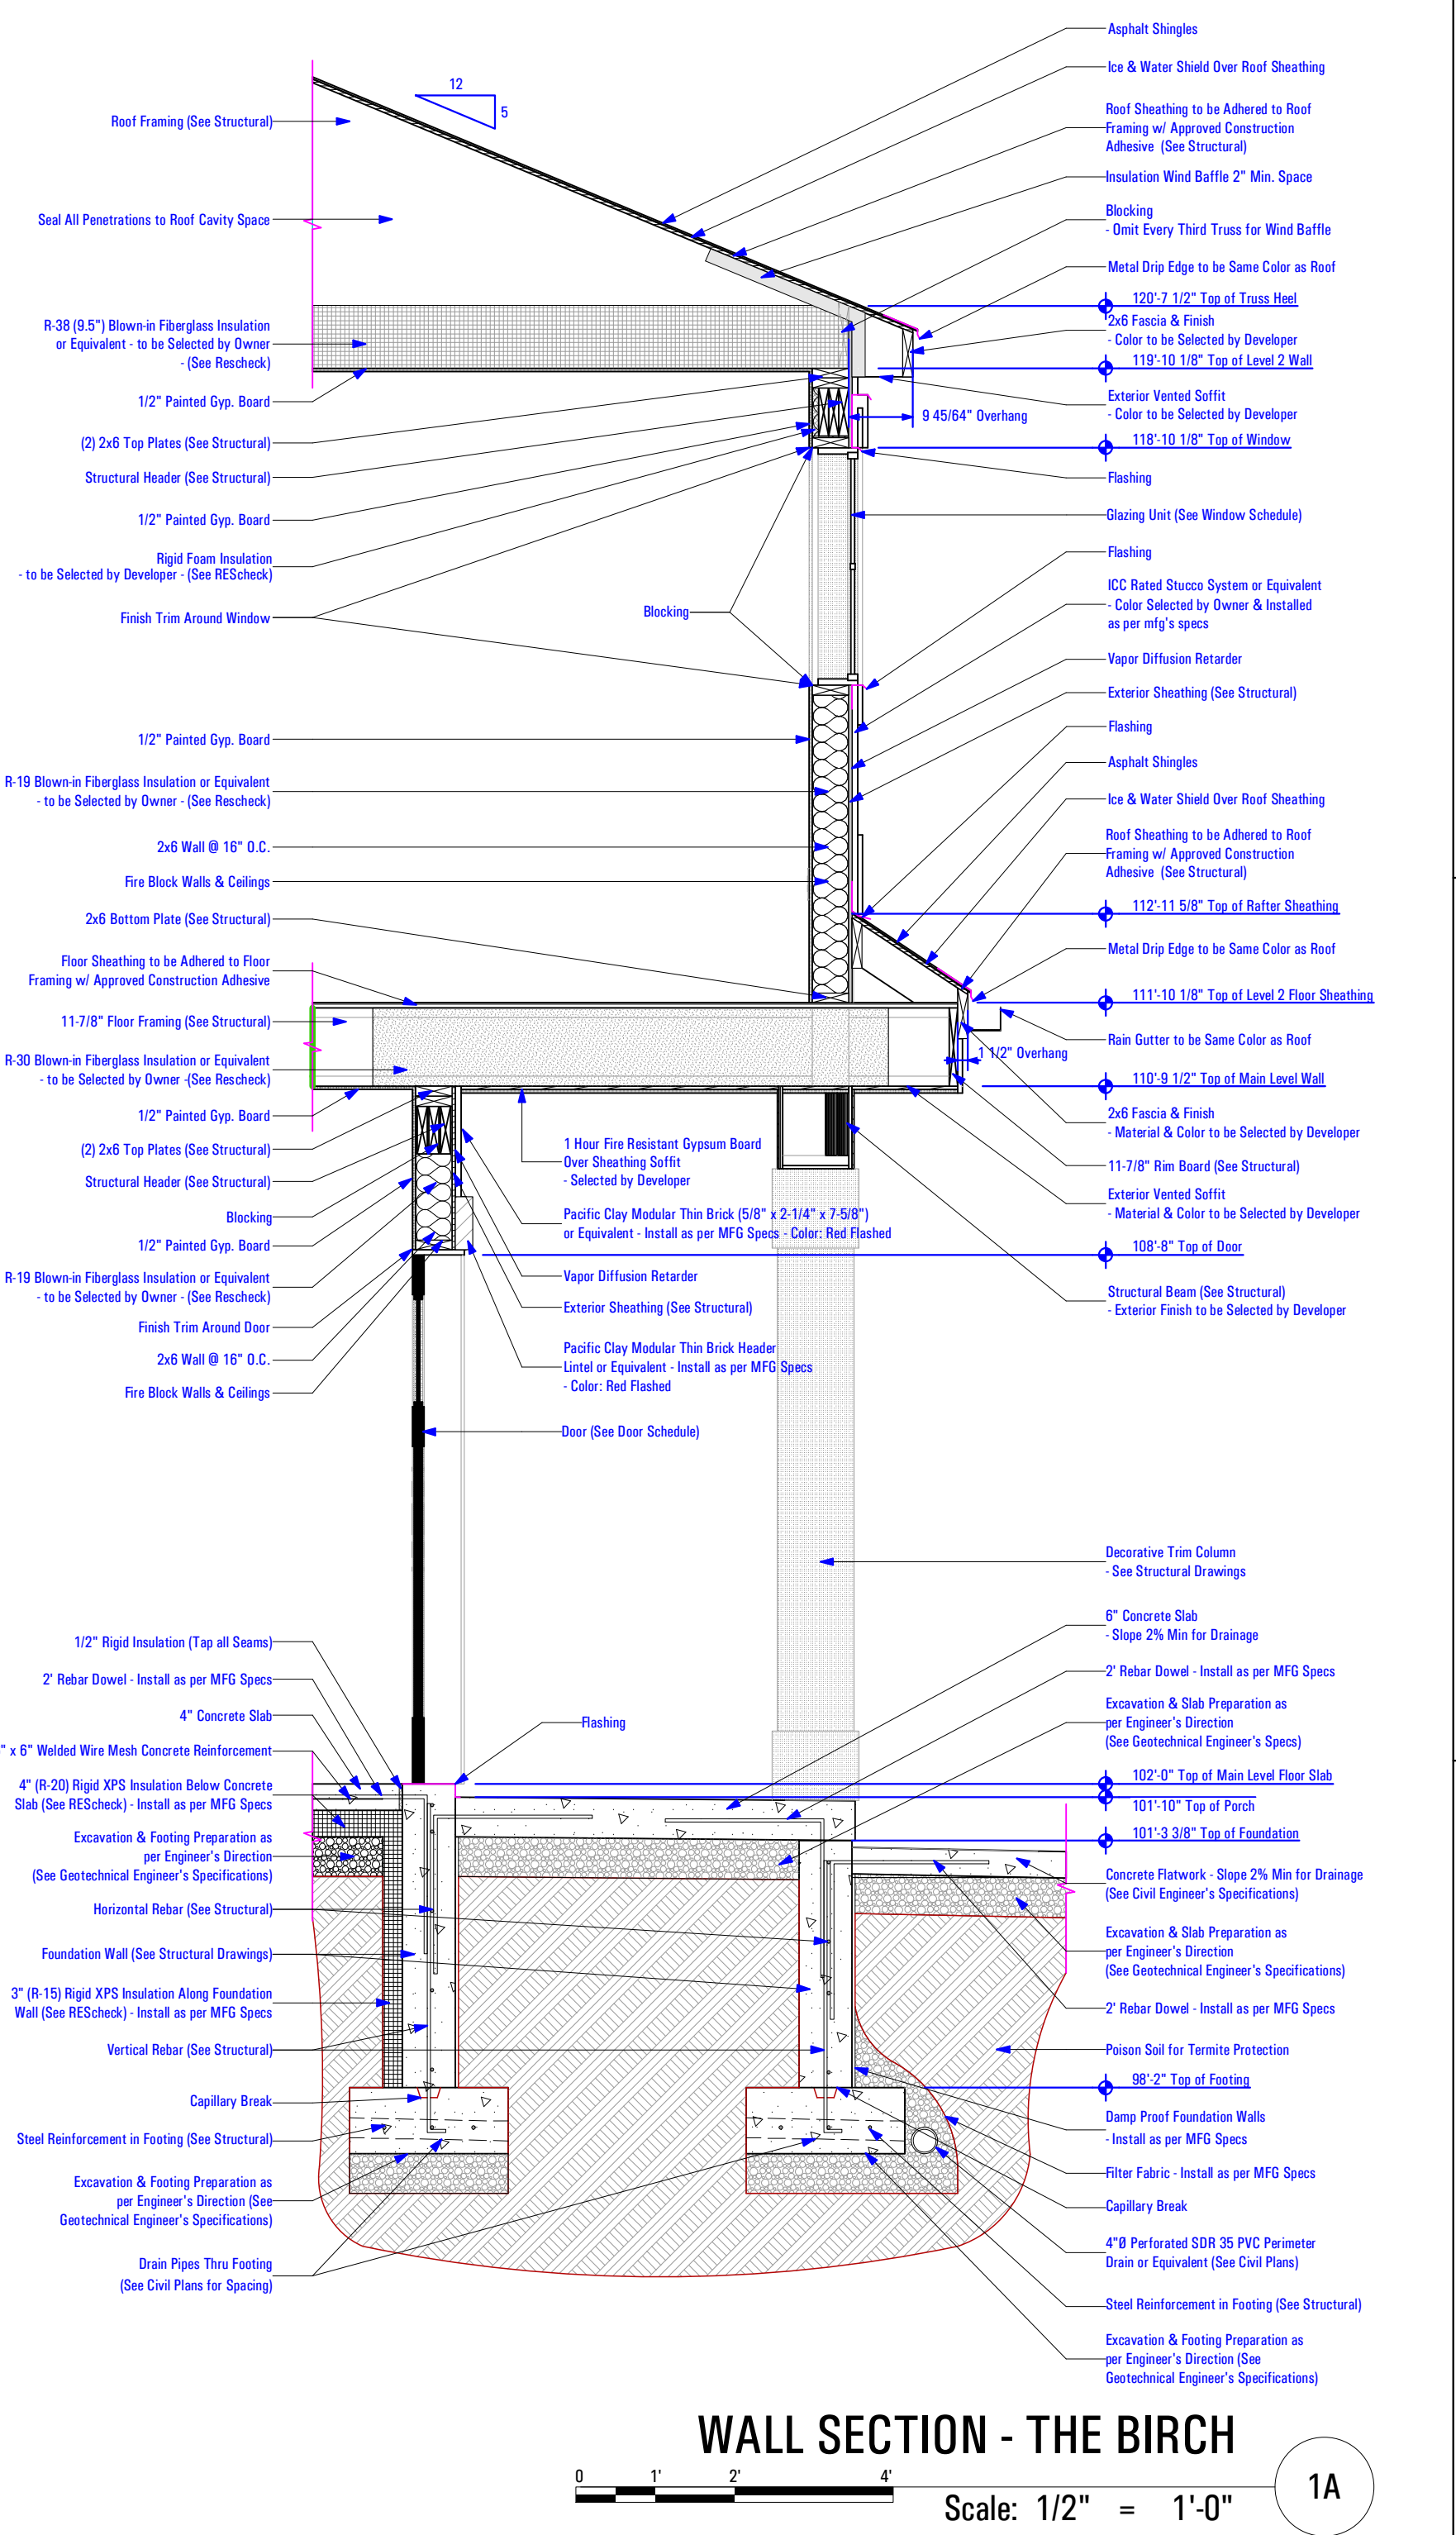 12
5
Roof Framing (See Structural)
Seal All Penetrations to Roof Cavity Space
R-38 (9.5") Blown-in Fiberglass Insulation
or Equivalent - to be Selected by Owner
- (See Rescheck)
1/2" Painted Gyp. Board
(2) 2x6 Top Plates (See Structural)
Structural Header (See Structural)
1/2" Painted Gyp. Board
Rigid Foam Insulation
- to be Selected by Developer - (See REScheck)
Finish Trim Around Window
Blocking
1/2" Painted Gyp. Board
R-19 Blown-in Fiberglass Insulation or Equivalent
- to be Selected by Owner - (See Rescheck)
2x6 Wall @ 16" O.C.
Fire Block Walls & Ceilings
2x6 Bottom Plate (See Structural)
Floor Sheathing to be Adhered to Floor
Framing w/ Approved Construction Adhesive
11-7/8" Floor Framing (See Structural)
R-30 Blown-in Fiberglass Insulation or Equivalent
- to be Selected by Owner -(See Rescheck)
1/2" Painted Gyp. Board
(2) 2x6 Top Plates (See Structural)
Structural Header (See Structural)
Blocking
1/2" Painted Gyp. Board
R-19 Blown-in Fiberglass Insulation or Equivalent
- to be Selected by Owner - (See Rescheck)
Finish Trim Around Door
2x6 Wall @ 16" O.C.
Fire Block Walls & Ceilings
1 Hour Fire Resistant Gypsum Board
Over Sheathing Soffit
- Selected by Developer
Pacific Clay Modular Thin Brick (5/8" x 2-1/4" x 7-5/8")
or Equivalent - Install as per MFG Specs - Color: Red Flashed
Vapor Diffusion Retarder
Exterior Sheathing (See Structural)
Pacific Clay Modular Thin Brick Header
Lintel or Equivalent - Install as per MFG Specs
- Color: Red Flashed
Door (See Door Schedule)
1/2" Rigid Insulation (Tap all Seams)
2' Rebar Dowel - Install as per MFG Specs
4" Concrete Slab
" x 6" Welded Wire Mesh Concrete Reinforcement
4" (R-20) Rigid XPS Insulation Below Concrete
Slab (See REScheck) - Install as per MFG Specs
Excavation & Footing Preparation as
per Engineer's Direction
(See Geotechnical Engineer's Specifications)
Horizontal Rebar (See Structural)
Foundation Wall (See Structural Drawings)
3" (R-15) Rigid XPS Insulation Along Foundation
Wall (See REScheck) - Install as per MFG Specs
Vertical Rebar (See Structural)
Capillary Break
Steel Reinforcement in Footing (See Structural)
Excavation & Footing Preparation as
per Engineer's Direction (See
Geotechnical Engineer's Specifications)
Drain Pipes Thru Footing
(See Civil Plans for Spacing)
Flashing
Asphalt Shingles
Ice & Water Shield Over Roof Sheathing
Roof Sheathing to be Adhered to Roof
Framing w/ Approved Construction
Adhesive (See Structural)
Insulation Wind Baffle 2" Min. Space
Blocking
- Omit Every Third Truss for Wind Baffle
Metal Drip Edge to be Same Color as Roof
120'-7 1/2" Top of Truss Heel
2x6 Fascia & Finish
- Color to be Selected by Developer
119'-10 1/8" Top of Level 2 Wall
Exterior Vented Soffit
- Color to be Selected by Developer
9 45/64" Overhang
118'-10 1/8" Top of Window
Flashing
Glazing Unit (See Window Schedule)
Flashing
ICC Rated Stucco System or Equivalent
- Color Selected by Owner & Installed
as per mfg's specs
Vapor Diffusion Retarder
Exterior Sheathing (See Structural)
Flashing
Asphalt Shingles
Ice & Water Shield Over Roof Sheathing
Roof Sheathing to be Adhered to Roof
Framing w/ Approved Construction
Adhesive (See Structural)
112'-11 5/8" Top of Rafter Sheathing
Metal Drip Edge to be Same Color as Roof
111'-10 1/8" Top of Level 2 Floor Sheathing
Rain Gutter to be Same Color as Roof
1 1/2" Overhang
110'-9 1/2" Top of Main Level Wall
2x6 Fascia & Finish
- Material & Color to be Selected by Developer
11-7/8" Rim Board (See Structural)
Exterior Vented Soffit
- Material & Color to be Selected by Developer
108'-8" Top of Door
Structural Beam (See Structural)
- Exterior Finish to be Selected by Developer
Decorative Trim Column
- See Structural Drawings
6" Concrete Slab
- Slope 2% Min for Drainage
2' Rebar Dowel - Install as per MFG Specs
Excavation & Slab Preparation as
per Engineer's Direction
(See Geotechnical Engineer's Specs)
102'-0" Top of Main Level Floor Slab
101'-10" Top of Porch
101'-3 3/8" Top of Foundation
Concrete Flatwork - Slope 2% Min for Drainage
(See Civil Engineer's Specifications)
Excavation & Slab Preparation as
per Engineer's Direction
(See Geotechnical Engineer's Specifications)
2' Rebar Dowel - Install as per MFG Specs
Poison Soil for Termite Protection
98'-2" Top of Footing
Damp Proof Foundation Walls
- Install as per MFG Specs
Filter Fabric - Install as per MFG Specs
Capillary Break
4"Ø Perforated SDR 35 PVC Perimeter
Drain or Equivalent (See Civil Plans)
Steel Reinforcement in Footing (See Structural)
Excavation & Footing Preparation as
per Engineer's Direction (See
Geotechnical Engineer's Specifications)
WALL SECTION - THE BIRCH
0 1' 2' 4'
Scale: 1/2" = 1'-0"
1A